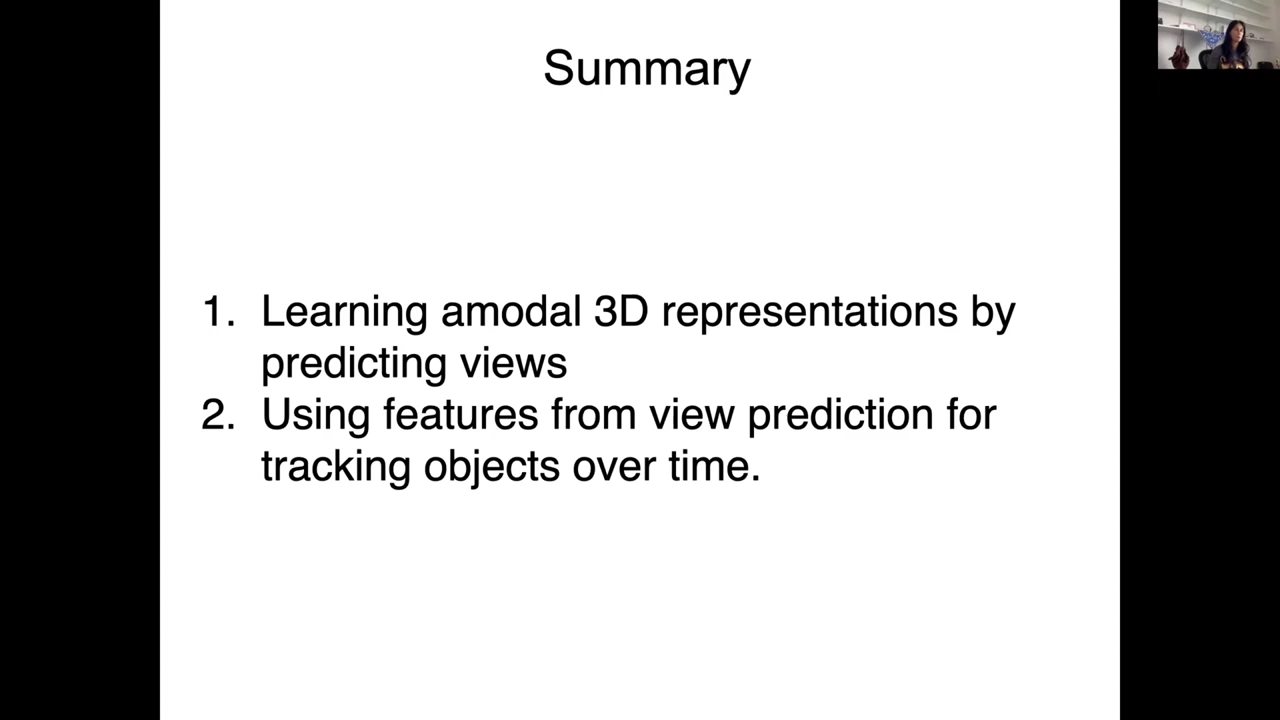 Summary
1. Learning amodal 3D representations by
predicting views
2. Using features from view prediction for
tracking objects over time.